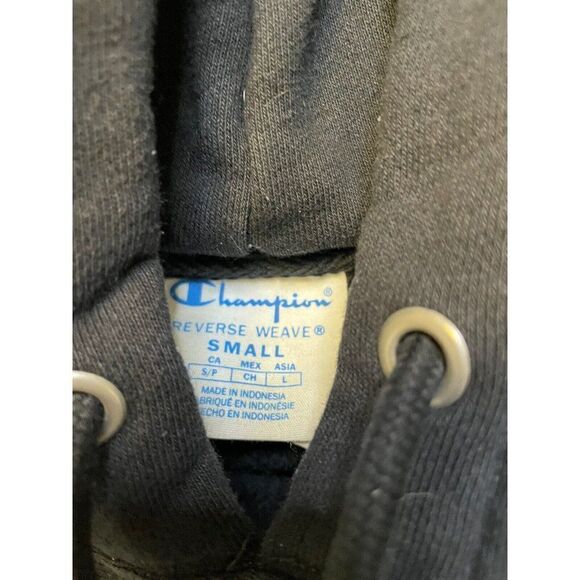 Champion®
REVERSE WEAVE®
SMALL
CA MEX ASIA
S/P CH L
MADE IN INDONESIA
FABRIQUÉ EN INDONÉSIE
HECHO EN INDONESIA